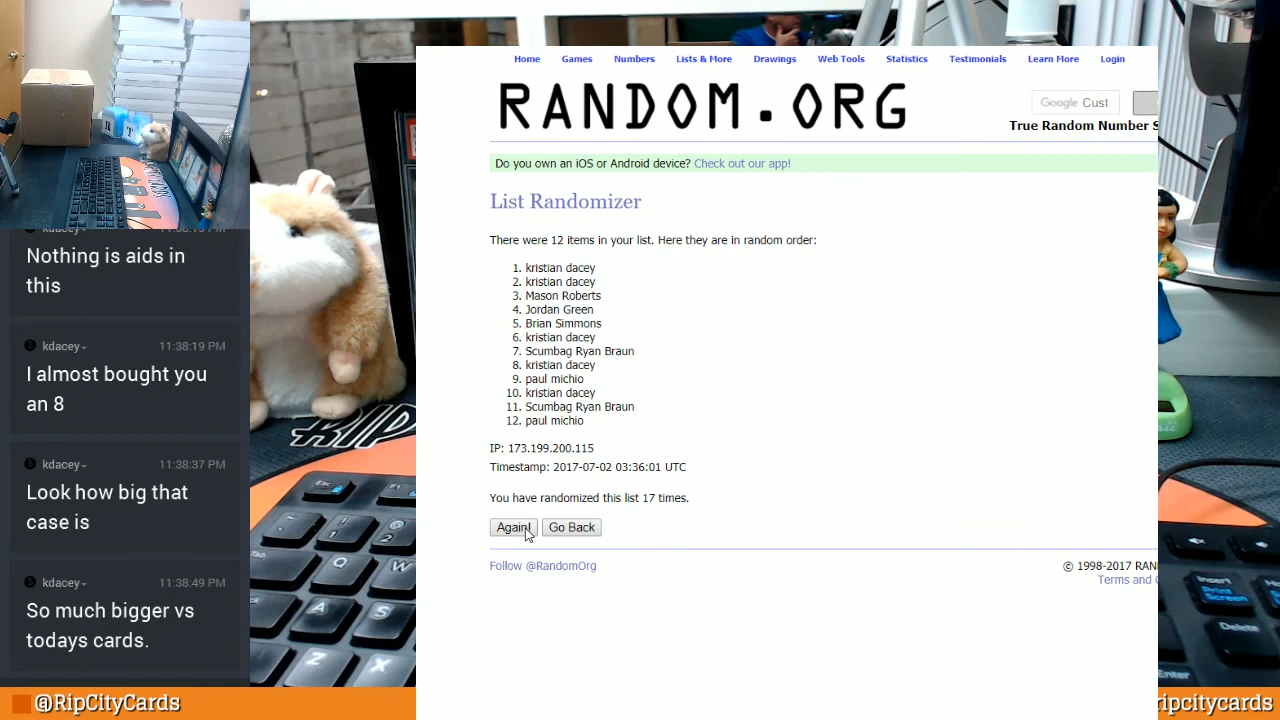 Home Games Numbers Lists & More Drawings Web Tools Statistics Testimonials Learn More Login
RANDOM.ORG
Google Cust
True Random Number S
Do you own an iOS or Android device? Check out our app!
List Randomizer
There were 12 items in your list. Here they are in random order:
1. kristian dacey
2. kristian dacey
3. Mason Roberts
4. Jordan Green
5. Brian Simmons
6. kristian dacey
7. Scumbag Ryan Braun
8. kristian dacey
9. paul michio
10. kristian dacey
11. Scumbag Ryan Braun
12. paul michio
IP: 173.199.200.115
Timestamp: 2017-07-02 03:36:01 UTC
You have randomized this list 17 times.
Again! Go Back
Follow @RandomOrg
© 1998-2017 RAN
Terms and C
Nothing is aids in
this
kdacey 11:38:19 PM
I almost bought you
an 8
kdacey 11:38:37 PM
Look how big that
case is
kdacey 11:38:49 PM
So much bigger vs
todays cards.
@RipCityCards
ripcitycards
RIP
Q W
A S
Z X
Insert
Print
Screen
Delete
Enter